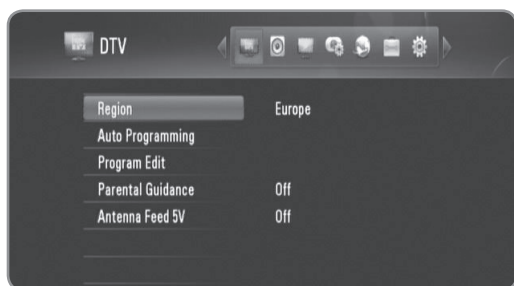 DTV
Region Europe
Auto Programming
Program Edit
Parental Guidance Off
Antenna Feed 5V Off